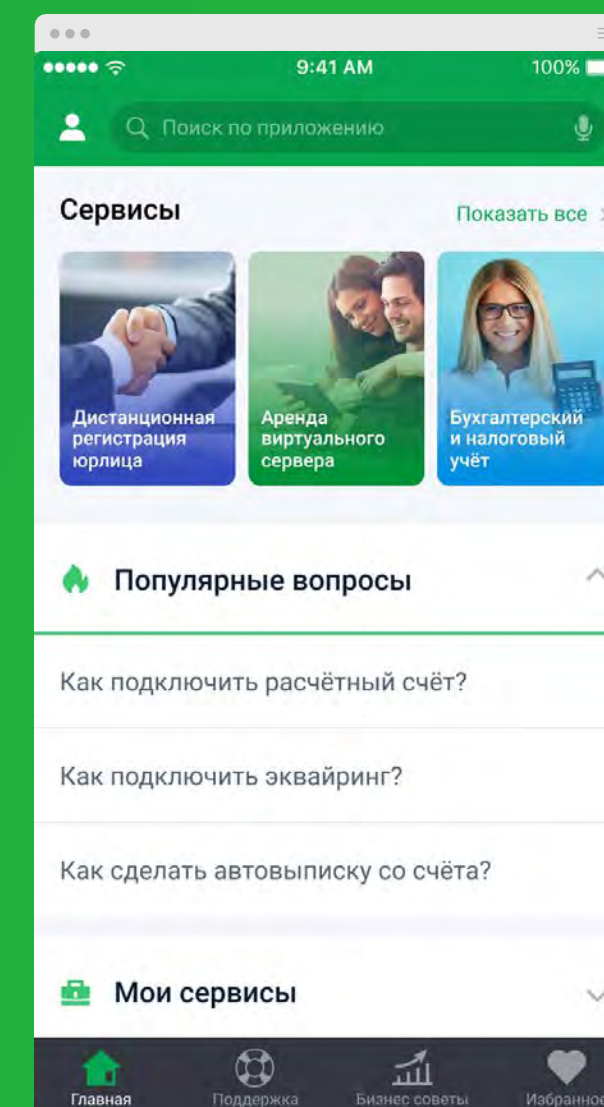 9:41 AM
100%
Поиск по приложению
Сервисы
Показать все
Дистанционная
регистрация
юрлица
Аренда
виртуального
сервера
Бухгалтерский
и налоговый
учёт
Популярные вопросы
Как подключить расчётный счёт?
Как подключить эквайринг?
Как сделать автовыписку со счёта?
Мои сервисы
Главная
Поддержка
Бизнес советы
Избранное